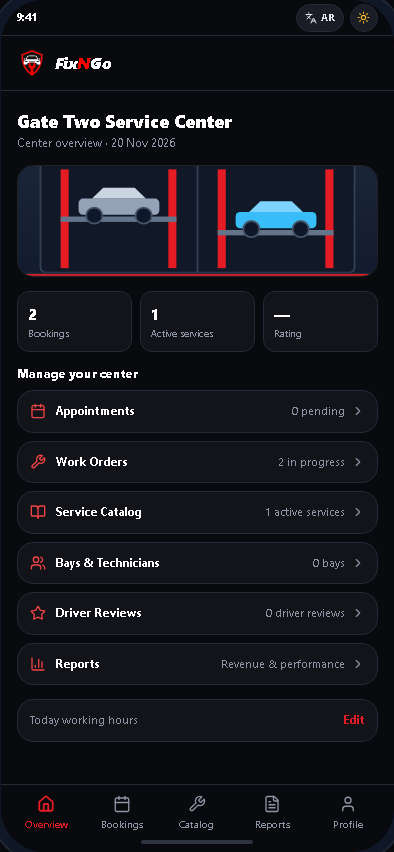 9:41
AR
FixNGo
Gate Two Service Center
Center overview · 20 Nov 2026
2
Bookings
1
Active services
—
Rating
Manage your center
Appointments 0 pending
Work Orders 2 in progress
Service Catalog 1 active services
Bays & Technicians 0 bays
Driver Reviews 0 driver reviews
Reports Revenue & performance
Today working hours Edit
Overview Bookings Catalog Reports Profile